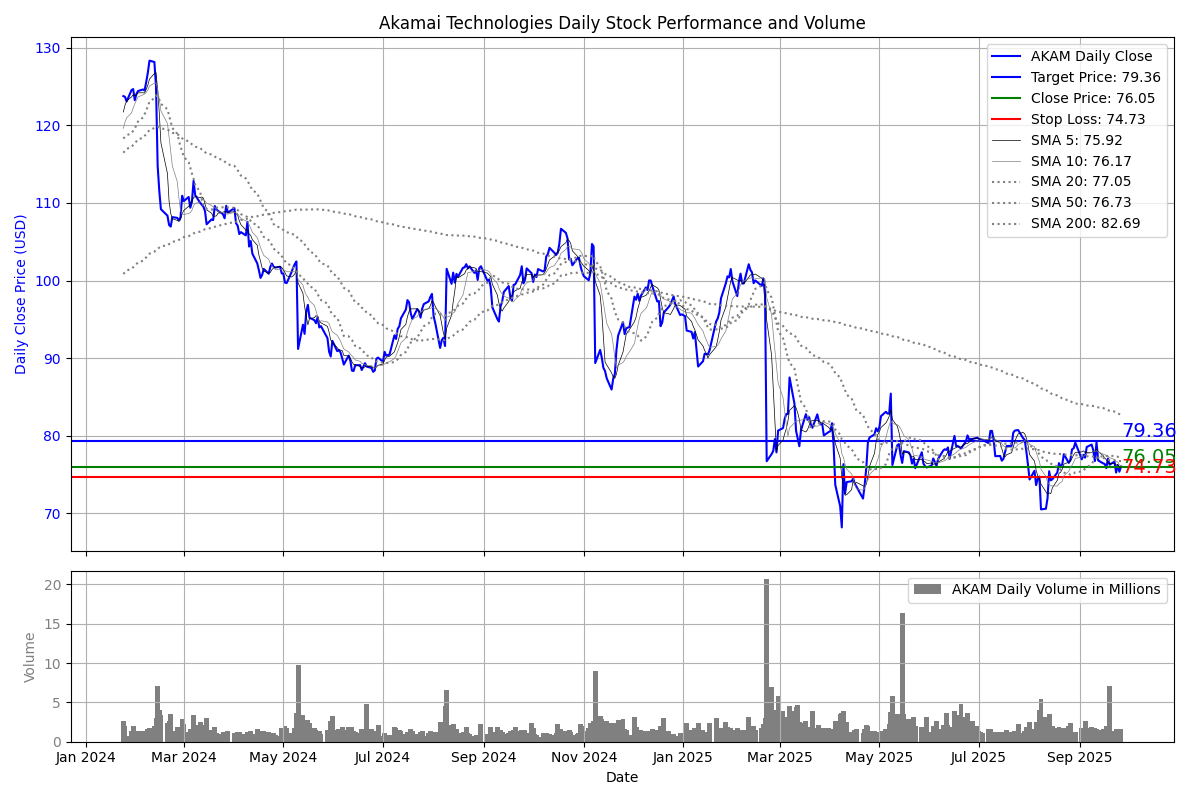 Akamai Technologies Daily Stock Performance and Volume
Daily Close Price (USD)
130
120
110
100
90
80
70
AKAM Daily Close
Target Price: 79.36
Close Price: 76.05
Stop Loss: 74.73
SMA 5: 75.92
SMA 10: 76.17
SMA 20: 77.05
SMA 50: 76.73
SMA 200: 82.69
79.36
76.05
74.73
Volume
20
15
10
5
0
AKAM Daily Volume in Millions
Jan 2024
Mar 2024
May 2024
Jul 2024
Sep 2024
Nov 2024
Jan 2025
Mar 2025
May 2025
Jul 2025
Sep 2025
Date